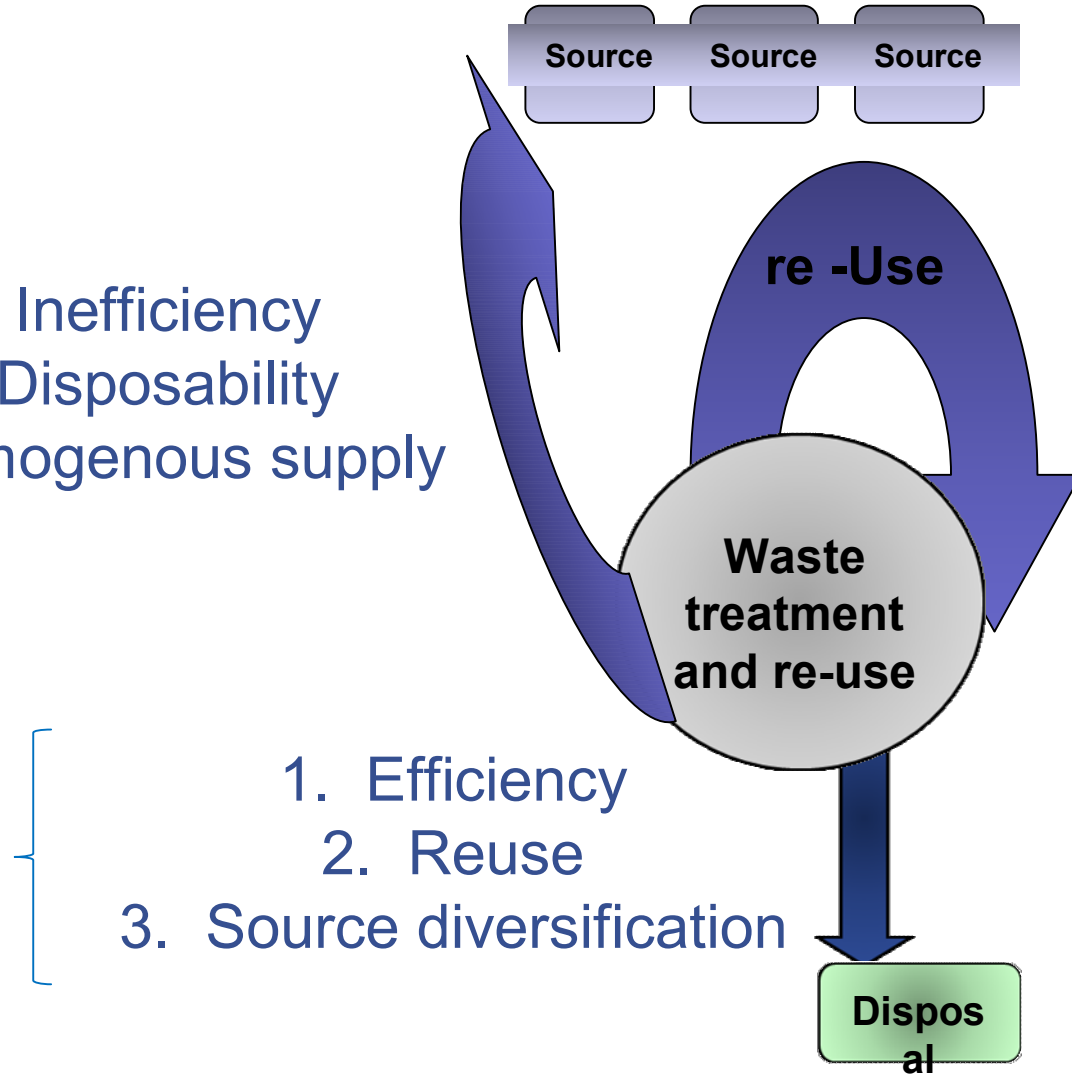 Source Source Source
re -Use
Inefficiency
Disposability
mogenous supply
Waste
treatment
and re-use
1. Efficiency
2. Reuse
3. Source diversification
Dispos
al